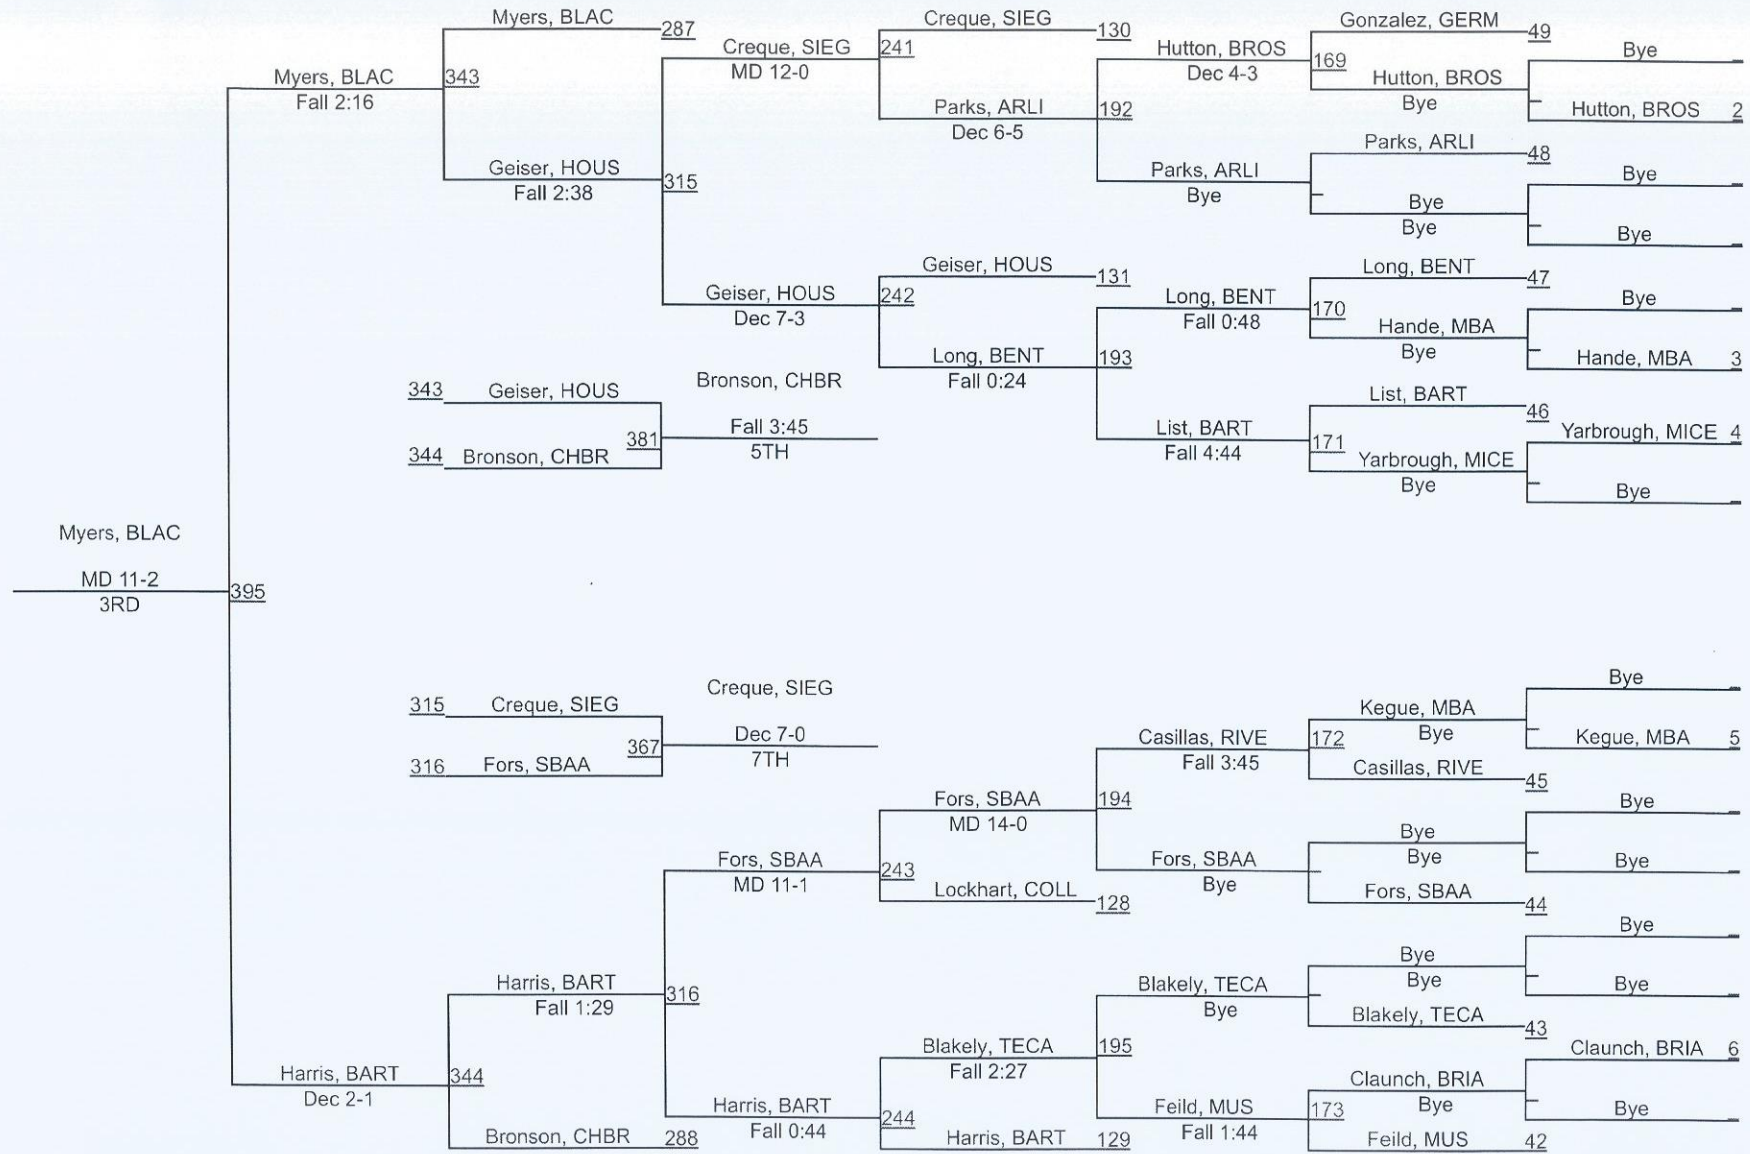 Myers, BLAC
287
Creque, SIEG
130
Gonzalez, GERM
49
Creque, SIEG
241
Hutton, BROS
169
Bye
Myers, BLAC
343
MD 12-0
Dec 4-3
Hutton, BROS
Fall 2:16
Parks, ARLI
192
Bye
Hutton, BROS 2
Dec 6-5
Parks, ARLI
48
Geiser, HOUS
315
Parks, ARLI
Bye
Fall 2:38
Bye
Bye
Bye
Bye
Geiser, HOUS
131
Long, BENT
47
Geiser, HOUS
242
Long, BENT
170
Bye
Dec 7-3
Fall 0:48
Hande, MBA
Long, BENT
193
Bye
Hande, MBA 3
Fall 0:24
343
Geiser, HOUS
Bronson, CHBR
List, BART
46
381
Fall 3:45
List, BART
171
Yarbrough, MICE 4
344
Bronson, CHBR
5TH
Fall 4:44
Yarbrough, MICE
Bye
Bye
Myers, BLAC
MD 11-2
395
3RD
Bye
315
Creque, SIEG
Creque, SIEG
Kegue, MBA
367
Dec 7-0
Casillas, RIVE
172
Bye
Kegue, MBA 5
316
Fors, SBAA
7TH
Fall 3:45
Casillas, RIVE
45
Fors, SBAA
194
Bye
MD 14-0
Bye
Fors, SBAA
243
Fors, SBAA
Bye
Bye
MD 11-1
Lockhart, COLL
128
Bye
Fors, SBAA
44
Bye
Harris, BART
316
Bye
Fall 1:29
Blakely, TECA
Bye
Bye
Bye
Blakely, TECA
43
Blakely, TECA
195
Claunch, BRIA 6
Harris, BART
344
Fall 2:27
Claunch, BRIA
Dec 2-1
Harris, BART
244
Feild, MUS
173
Bye
Bye
Bronson, CHBR
288
Fall 0:44
Harris, BART
129
Fall 1:44
Feild, MUS
42